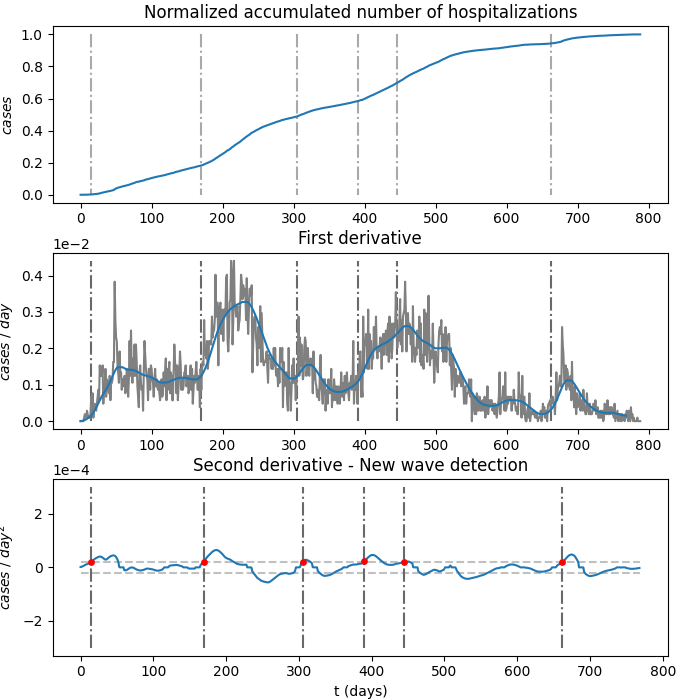 Normalized accumulated number of hospitalizations
1.0
0.8
0.6
0.4
0.2
0.0
cases
0 100 200 300 400 500 600 700 800
First derivative
1e−2
0.4
0.3
0.2
0.1
0.0
cases / day
0 100 200 300 400 500 600 700 800
Second derivative - New wave detection
1e−4
2
0
−2
cases / day²
0 100 200 300 400 500 600 700 800
t (days)